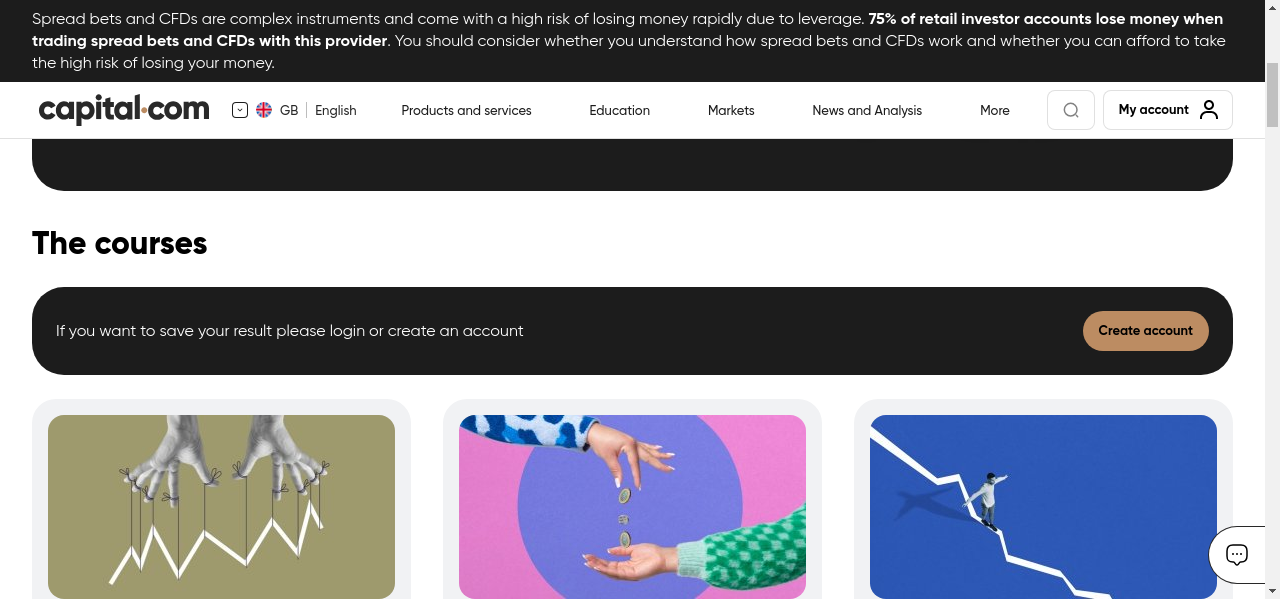 Spread bets and CFDs are complex instruments and come with a high risk of losing money rapidly due to leverage. 75% of retail investor accounts lose money when
trading spread bets and CFDs with this provider. You should consider whether you understand how spread bets and CFDs work and whether you can afford to take
the high risk of losing your money.
capital.com GB English Products and services Education Markets News and Analysis More My account
The courses
If you want to save your result please login or create an account Create account